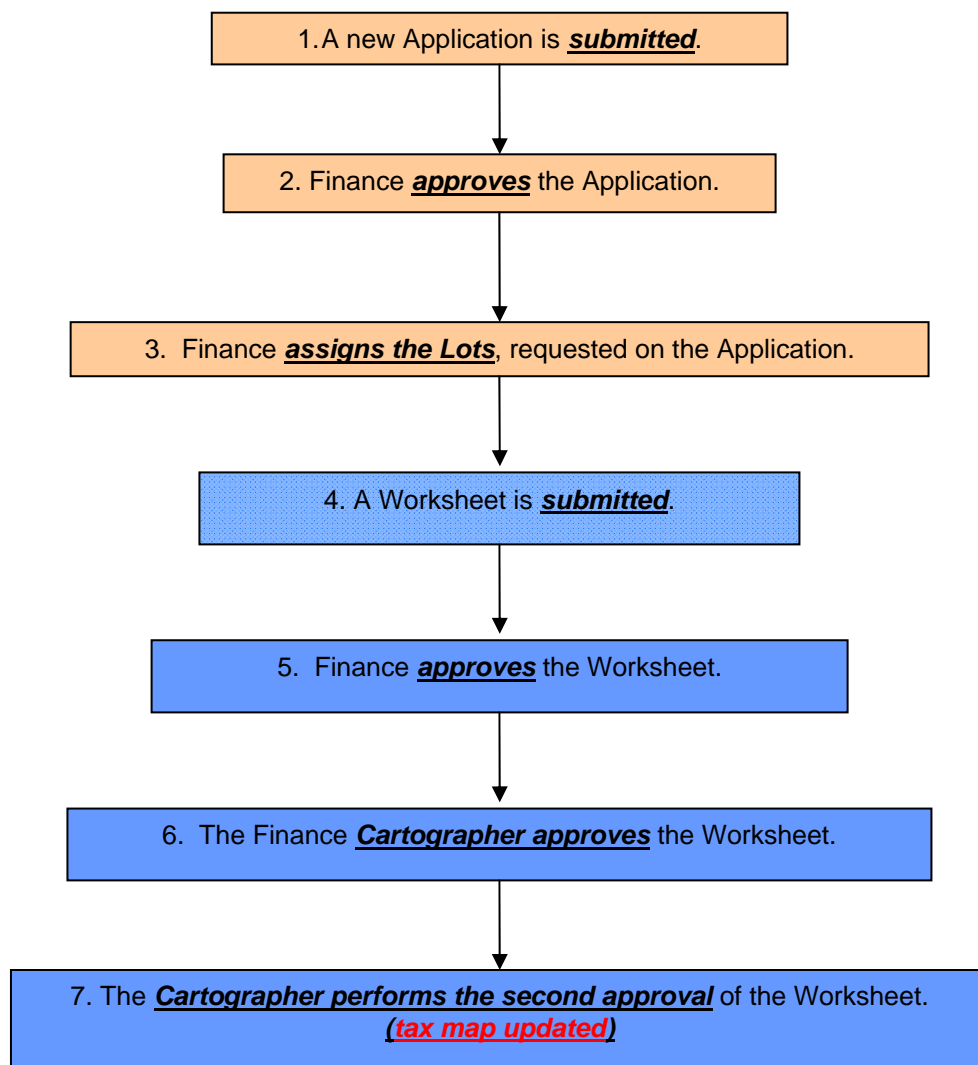 1. A new Application is submitted.
2. Finance approves the Application.
3. Finance assigns the Lots, requested on the Application.
4. A Worksheet is submitted.
5. Finance approves the Worksheet.
6. The Finance Cartographer approves the Worksheet.
7. The Cartographer performs the second approval of the Worksheet.
(tax map updated)